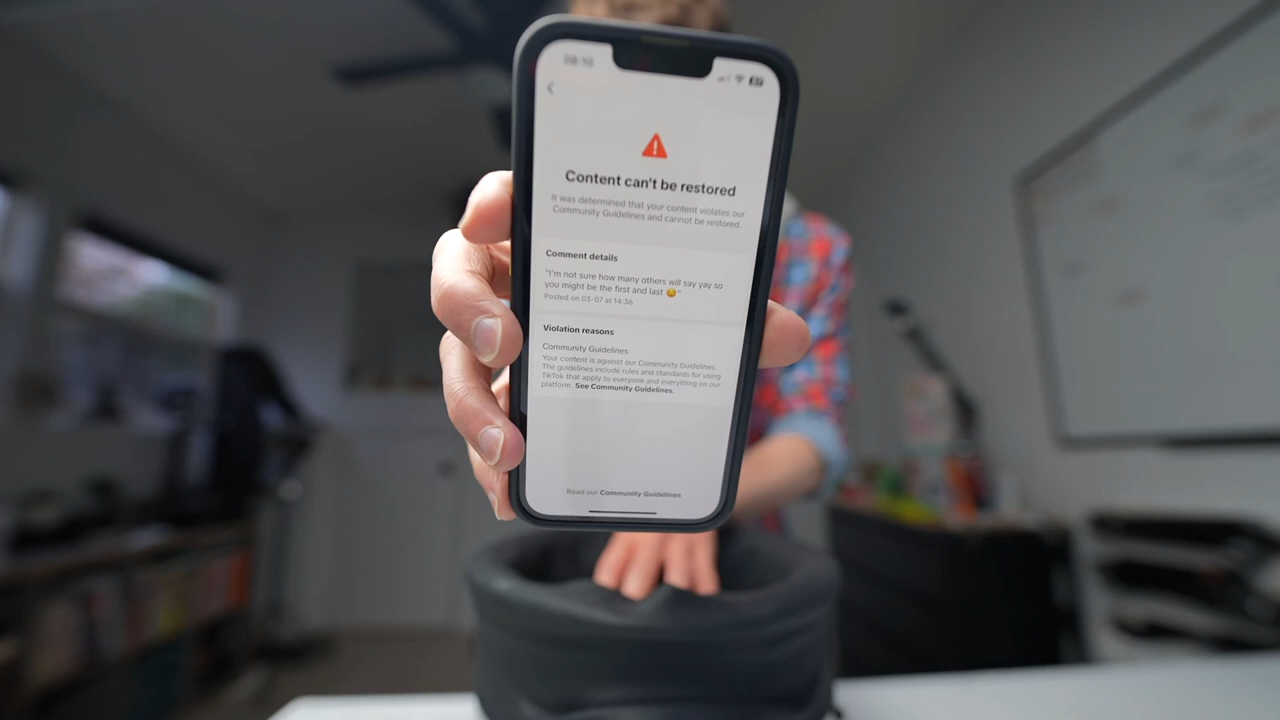 08:10
Content can't be restored
It was determined that your content violates our
Community Guidelines and cannot be restored.
Comment details
"I'm not sure how many others will say yay so
you might be the first and last 😅"
Posted on 03-07 at 14:36
Violation reasons
Community Guidelines
Your content is against our Community Guidelines.
The guidelines include rules and standards for using
TikTok that apply to everyone and everything on our
platform. See Community Guidelines.
Read our Community Guidelines